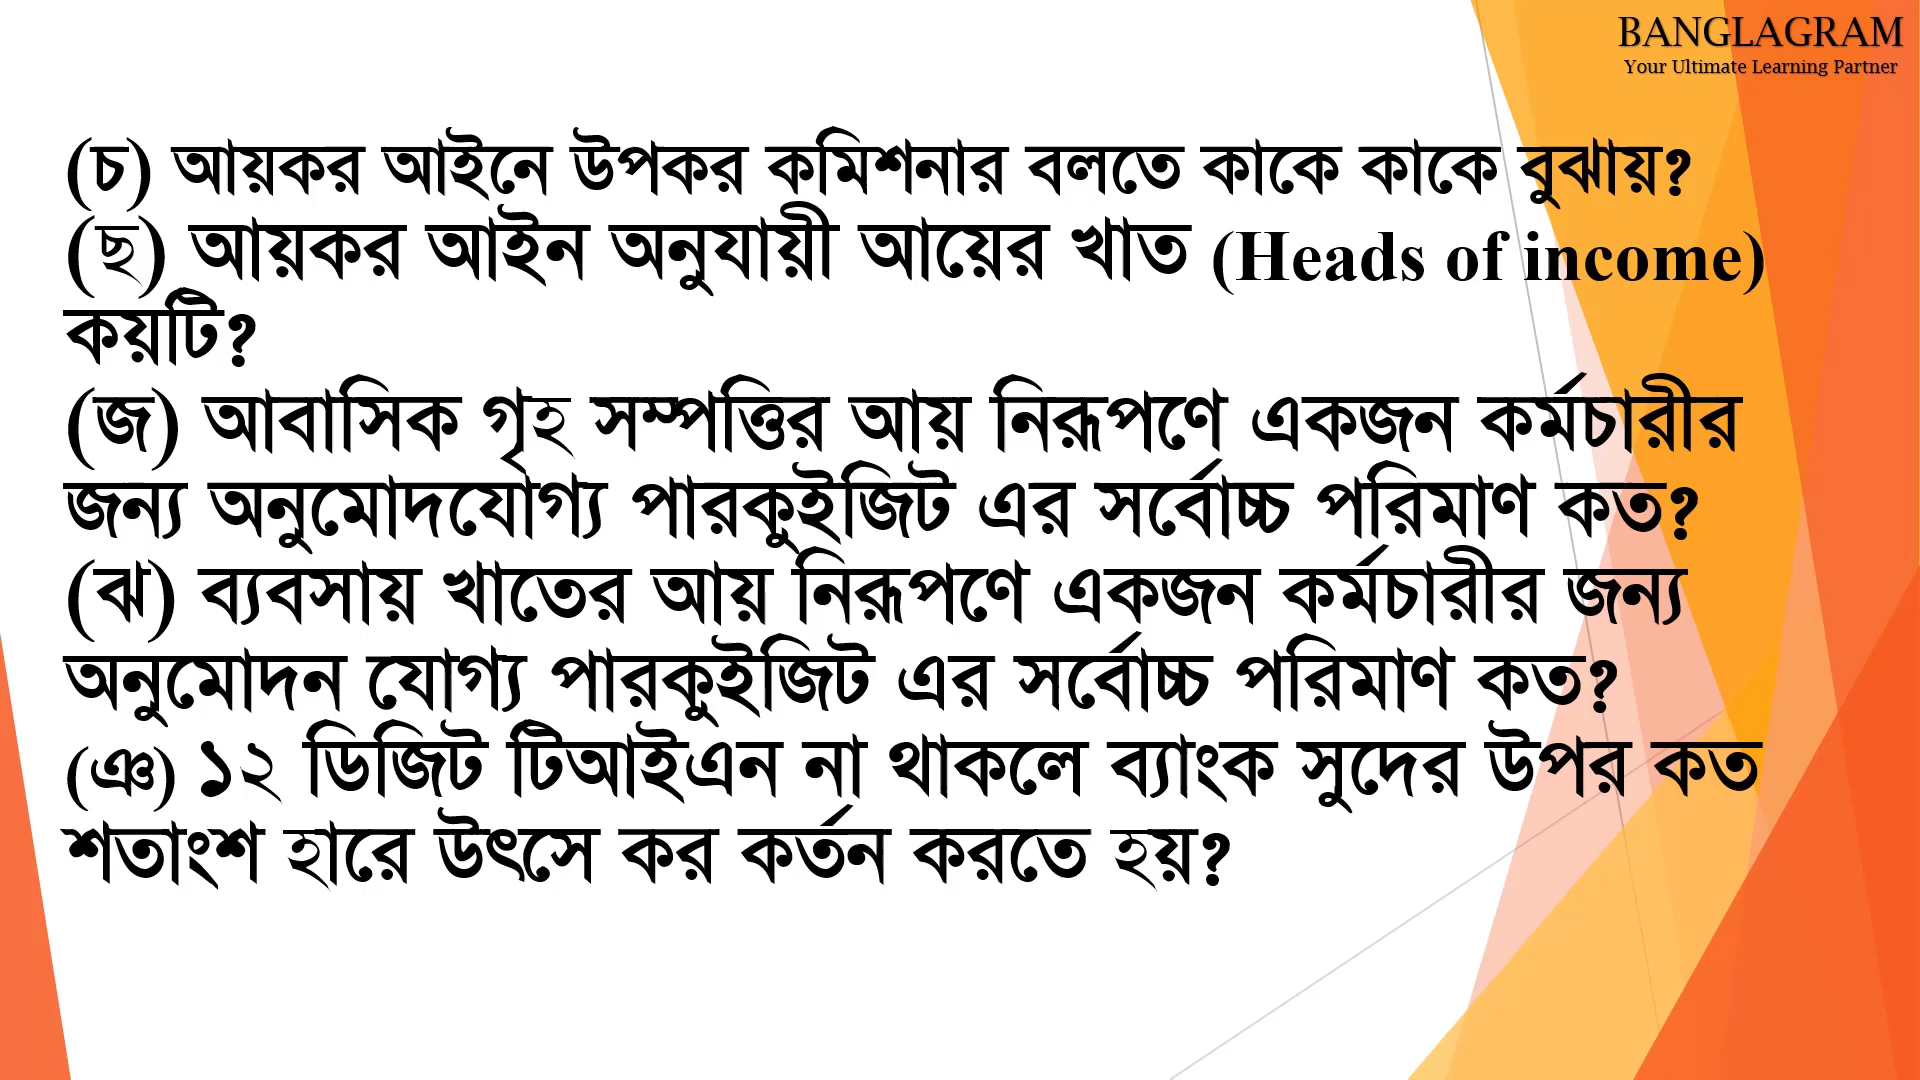 BANGLAGRAM
Your Ultimate Learning Partner
(চ) আয়কর আইনে উপকর কমিশনার বলতে কাকে কাকে বুঝায়?
(ছ) আয়কর আইন অনুযায়ী আয়ের খাত (Heads of income)
কয়টি?
(জ) আবাসিক গৃহ সম্পত্তির আয় নিরূপণে একজন কর্মচারীর
জন্য অনুমোদযোগ্য পারকুইজিট এর সর্বোচ্চ পরিমাণ কত?
(ঝ) ব্যবসায় খাতের আয় নিরূপণে একজন কর্মচারীর জন্য
অনুমোদন যোগ্য পারকুইজিট এর সর্বোচ্চ পরিমাণ কত?
(ঞ) ১২ ডিজিট টিআইএন না থাকলে ব্যাংক সুদের উপর কত
শতাংশ হারে উৎসে কর কর্তন করতে হয়?